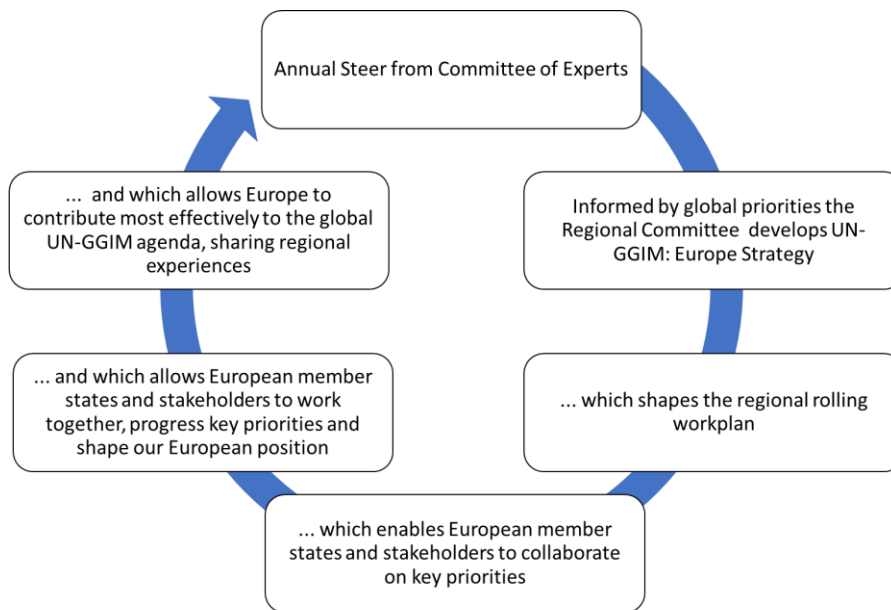 Annual Steer from Committee of Experts
Informed by global priorities the
Regional Committee develops UN-
GGIM: Europe Strategy
... which shapes the regional rolling
workplan
... which enables European member
states and stakeholders to collaborate
on key priorities
... and which allows European member
states and stakeholders to work
together, progress key priorities and
shape our European position
... and which allows Europe to
contribute most effectively to the global
UN-GGIM agenda, sharing regional
experiences